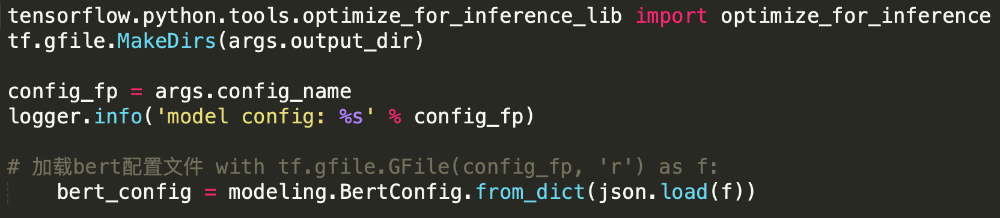 tensorflow.python.tools.optimize_for_inference_lib import optimize_for_inference
tf.gfile.MakeDirs(args.output_dir)
config_fp = args.config_name
logger.info('model config: %s' % config_fp)
# 加载bert配置文件 with tf.gfile.GFile(config_fp, 'r') as f:
bert_config = modeling.BertConfig.from_dict(json.load(f))